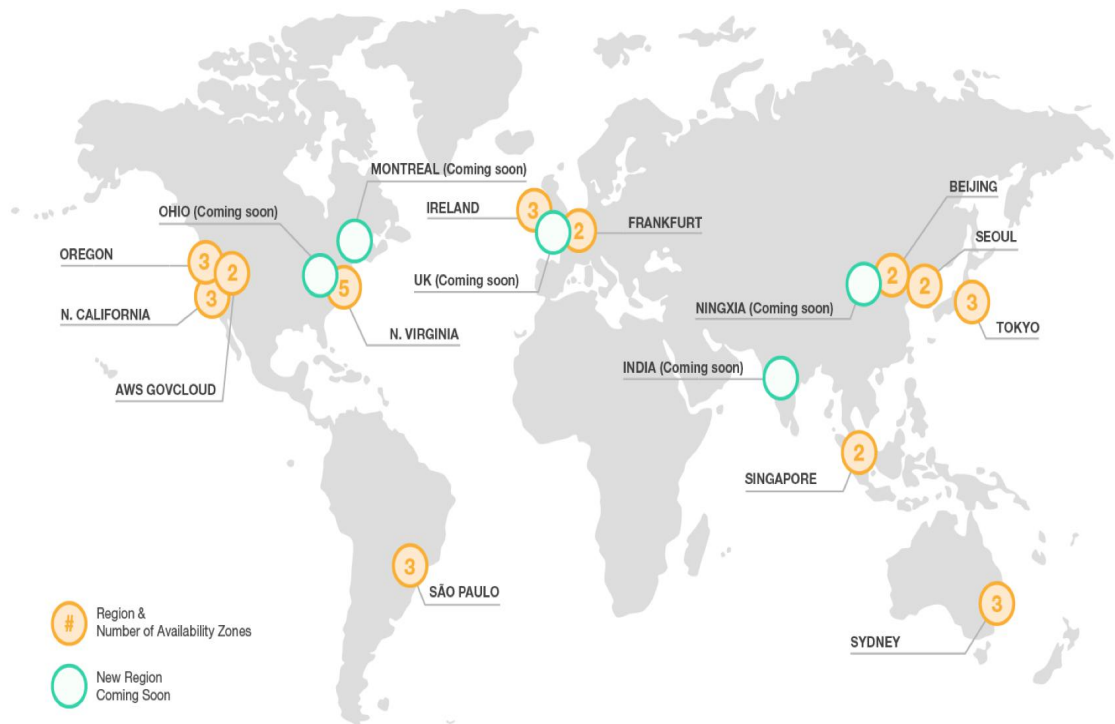 MONTREAL (Coming soon)
OHIO (Coming soon)
IRELAND
3
FRANKFURT
2
BEIJING
SEOUL
OREGON
3
2
UK (Coming soon)
2
2
N. CALIFORNIA
3
5
N. VIRGINIA
NINGXIA (Coming soon)
3
TOKYO
AWS GOVCLOUD
INDIA (Coming soon)
2
SINGAPORE
3
SÃO PAULO
3
SYDNEY
#
Region &
Number of Availability Zones
New Region
Coming Soon